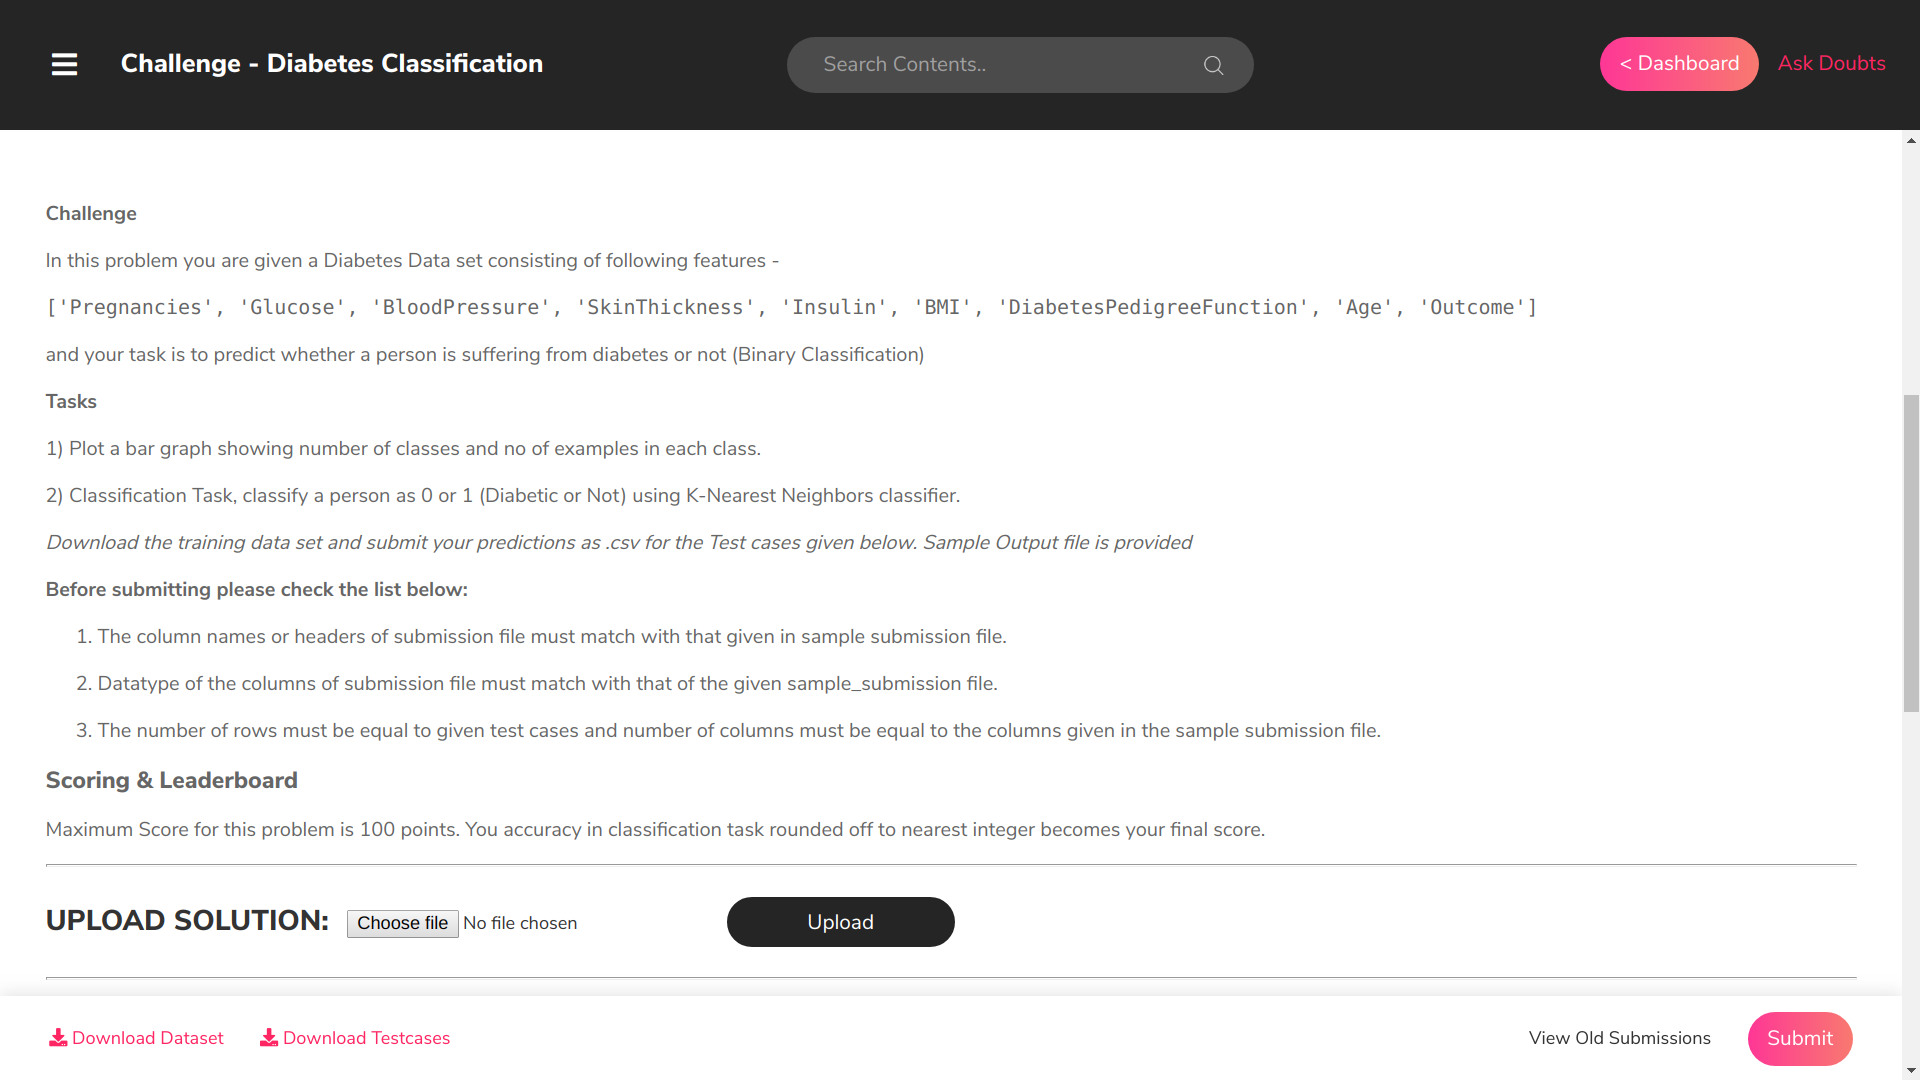 Challenge - Diabetes Classification
Search Contents..
< Dashboard
Ask Doubts
Challenge
In this problem you are given a Diabetes Data set consisting of following features -
['Pregnancies', 'Glucose', 'BloodPressure', 'SkinThickness', 'Insulin', 'BMI', 'DiabetesPedigreeFunction', 'Age', 'Outcome']
and your task is to predict whether a person is suffering from diabetes or not (Binary Classification)
Tasks
1) Plot a bar graph showing number of classes and no of examples in each class.
2) Classification Task, classify a person as 0 or 1 (Diabetic or Not) using K-Nearest Neighbors classifier.
Download the training data set and submit your predictions as .csv for the Test cases given below. Sample Output file is provided
Before submitting please check the list below:
1. The column names or headers of submission file must match with that given in sample submission file.
2. Datatype of the columns of submission file must match with that of the given sample_submission file.
3. The number of rows must be equal to given test cases and number of columns must be equal to the columns given in the sample submission file.
Scoring & Leaderboard
Maximum Score for this problem is 100 points. You accuracy in classification task rounded off to nearest integer becomes your final score.
UPLOAD SOLUTION:
Choose file
No file chosen
Upload
Download Dataset
Download Testcases
View Old Submissions
Submit